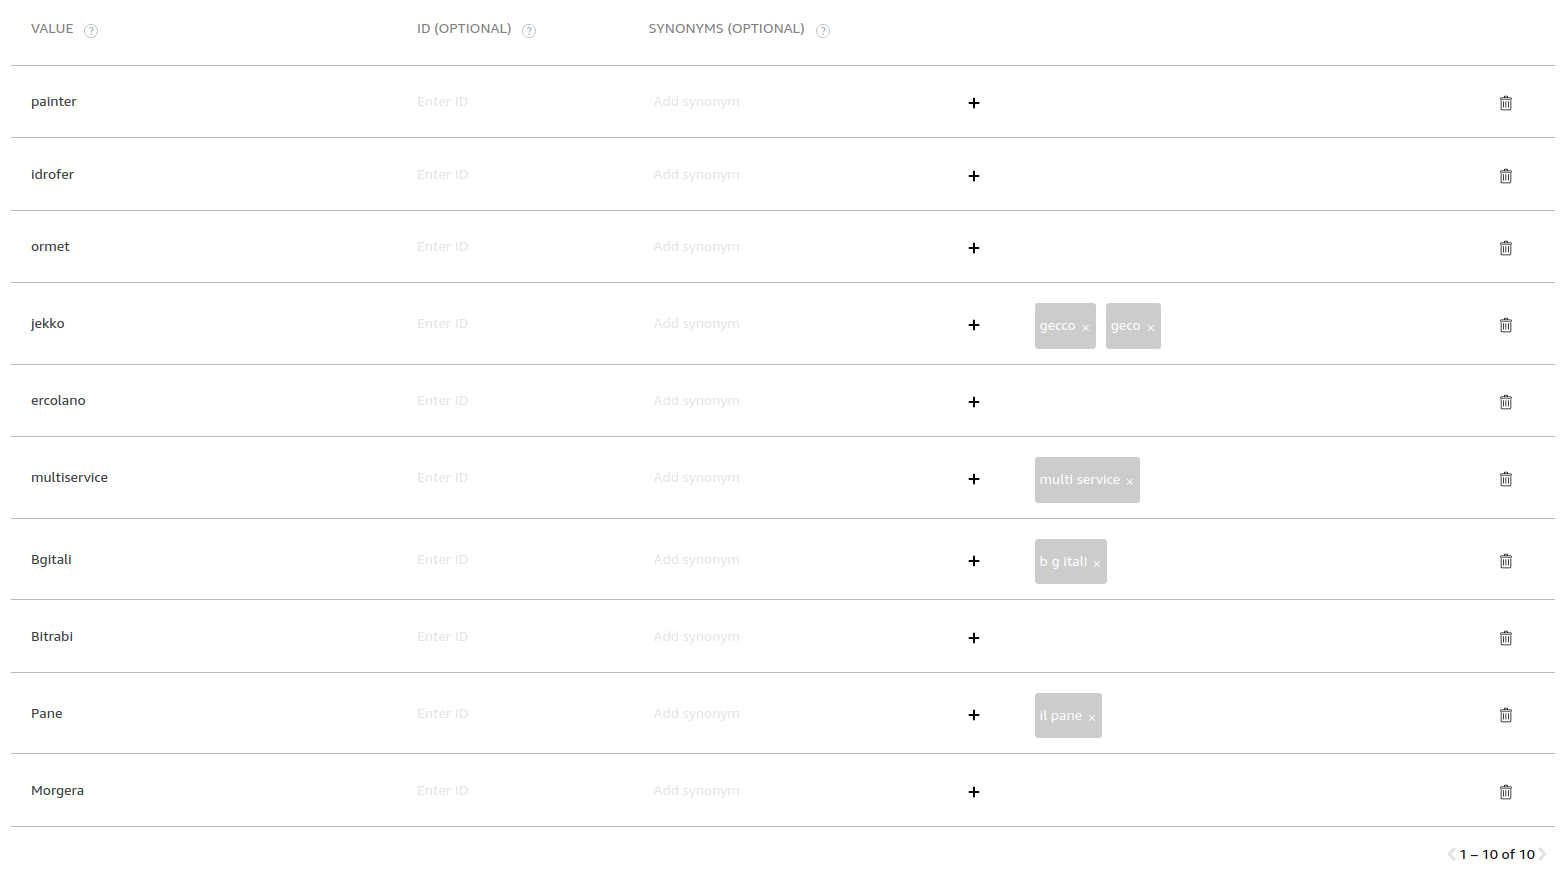 VALUE ? ID (OPTIONAL) ? SYNONYMS (OPTIONAL) ?
painter Enter ID Add synonym +
idrofer Enter ID Add synonym +
ormet Enter ID Add synonym +
jekko Enter ID Add synonym + gecco × geco ×
ercolano Enter ID Add synonym +
multiservice Enter ID Add synonym + multi service ×
Bgitali Enter ID Add synonym + b g itali ×
Bitrabi Enter ID Add synonym +
Pane Enter ID Add synonym + il pane ×
Morgera Enter ID Add synonym +
1 – 10 of 10